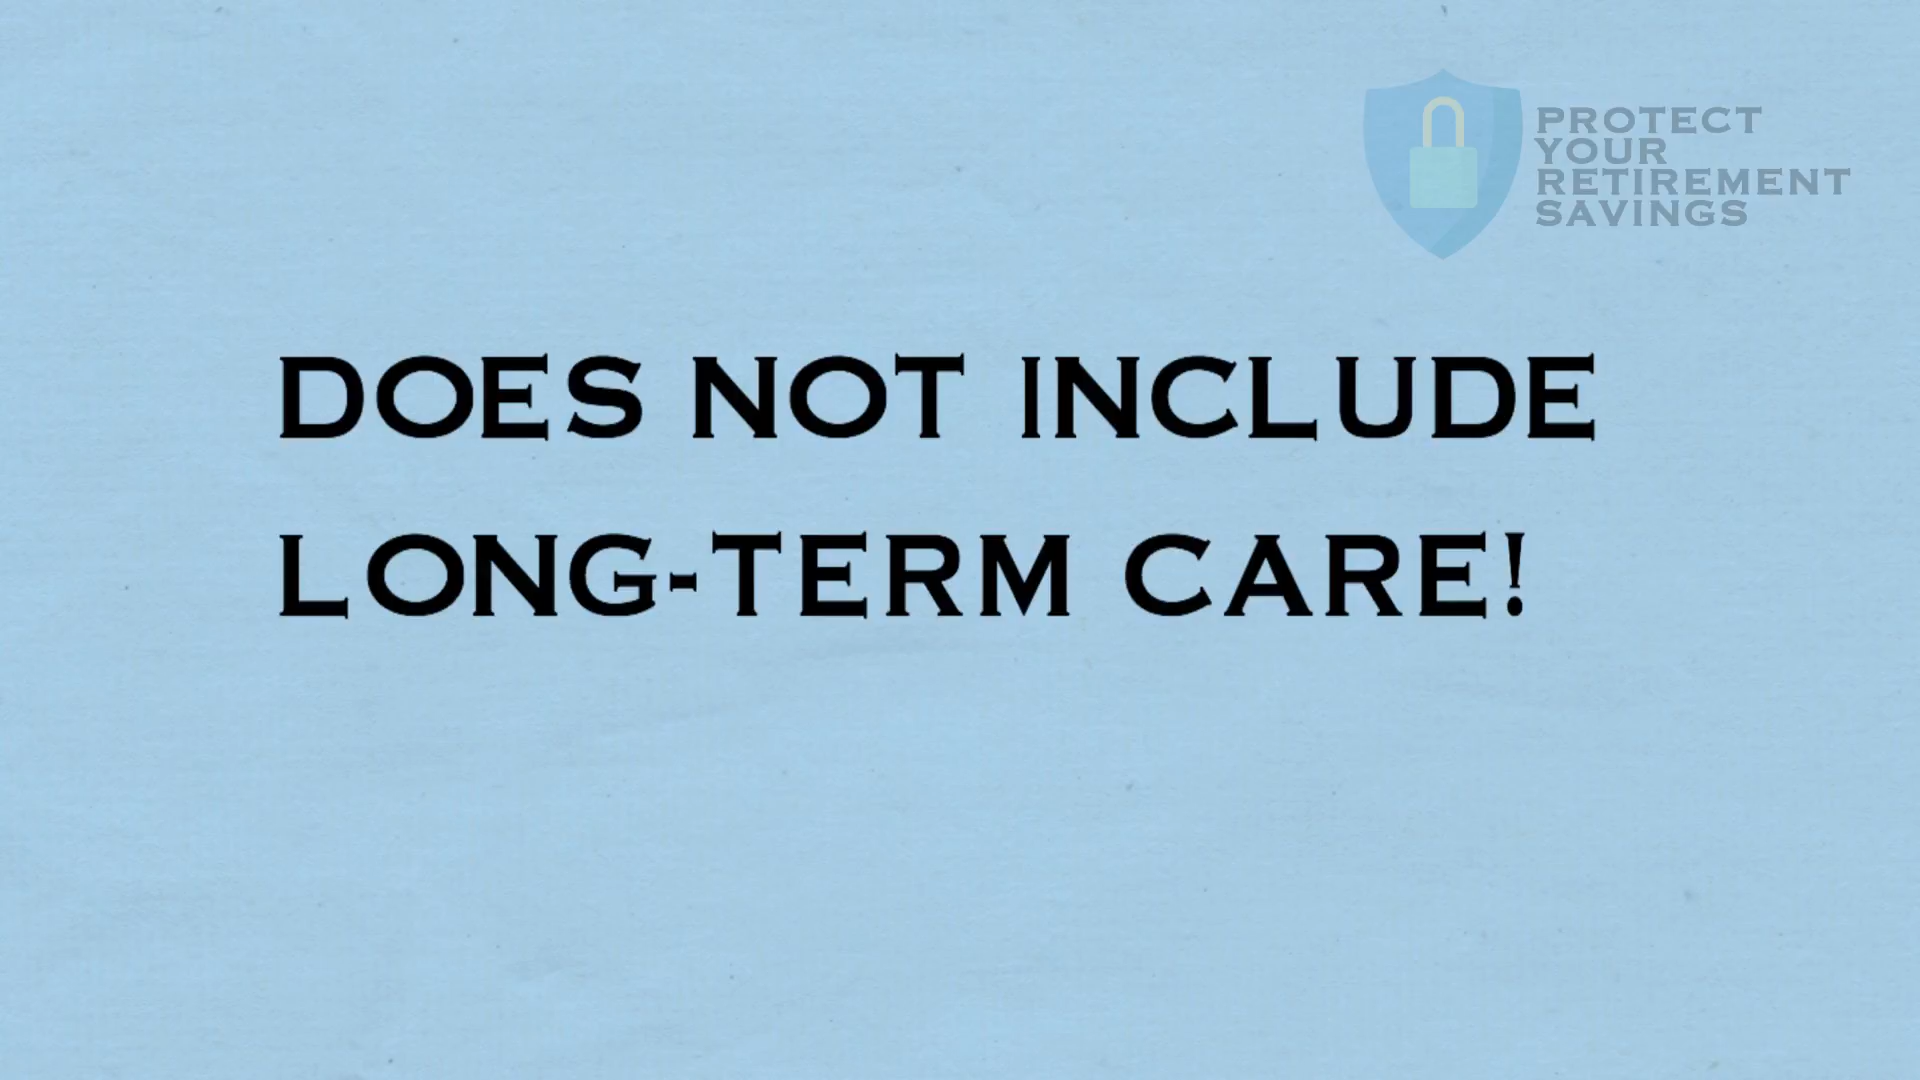 PROTECT
YOUR
RETIREMENT
SAVINGS
DOES NOT INCLUDE
LONG-TERM CARE!